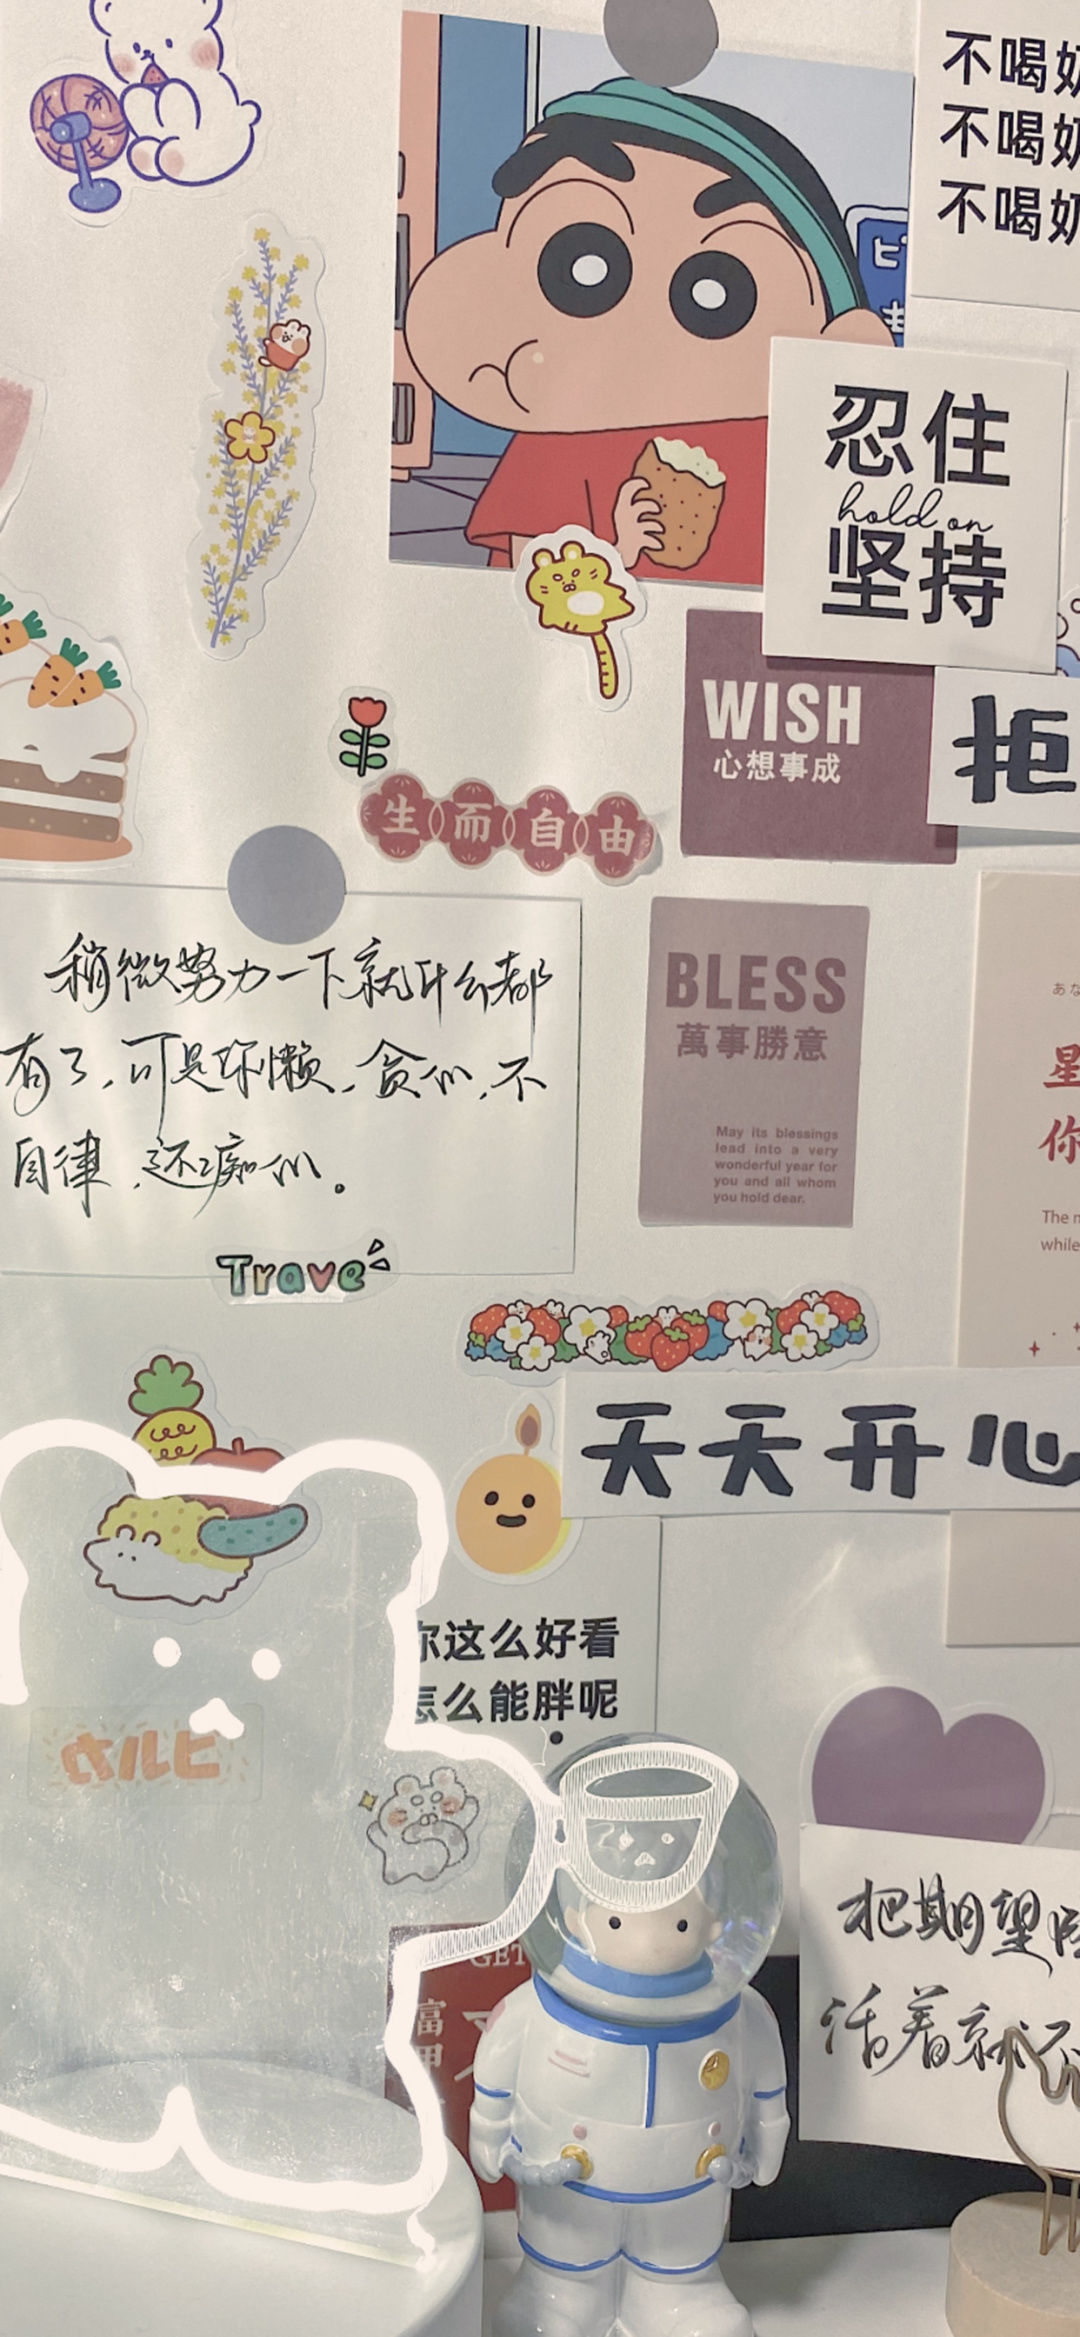 不喝奶
不喝奶
不喝奶
忍住
hold on
坚持
WISH
心想事成
拒
生而自由
稍微努力一下就什么都
有了，可是你懒，贪心，不
自律，还痴心。
BLESS
萬事勝意
May its blessings
lead into a very
wonderful year for
you and all whom
you hold dear.
あな
星
你
The
while
Trave
天天开心
你这么好看
怎么能胖呢
ウルヒ
GET
富
把期望
活着就不